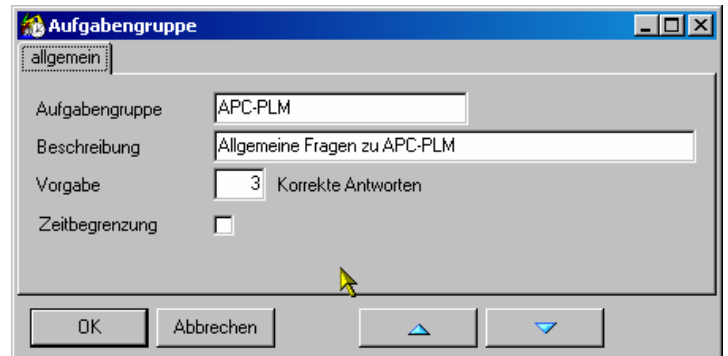 Aufgabengruppe
allgemein
Aufgabengruppe APC-PLM
Beschreibung Allgemeine Fragen zu APC-PLM
Vorgabe 3 Korrekte Antworten
Zeitbegrenzung
OK Abbrechen